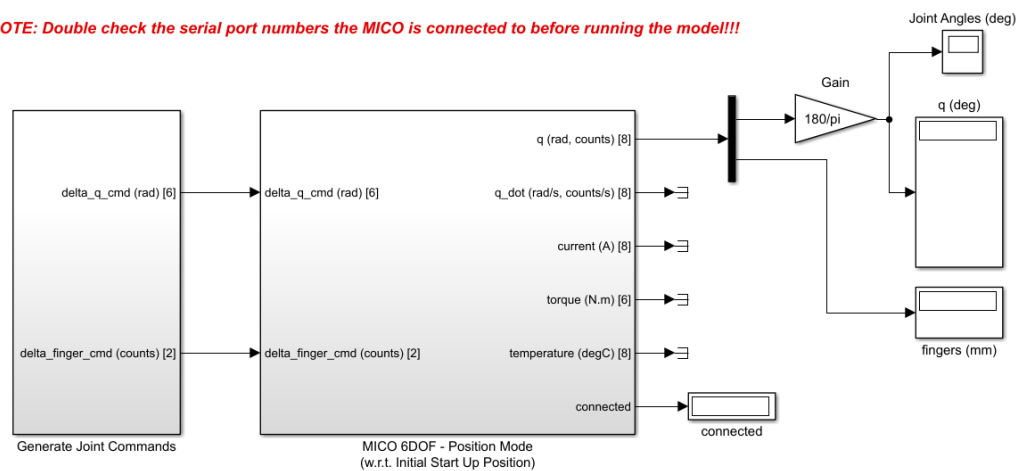 OTE: Double check the serial port numbers the MICO is connected to before running the model!!!
Joint Angles (deg)
Gain
180/pi
q (deg)
q (rad, counts) [8]
delta_q_cmd (rad) [6]
delta_q_cmd (rad) [6]
q_dot (rad/s, counts/s) [8]
current (A) [8]
torque (N.m) [6]
delta_finger_cmd (counts) [2]
delta_finger_cmd (counts) [2]
temperature (degC) [8]
fingers (mm)
connected
connected
Generate Joint Commands
MICO 6DOF - Position Mode
(w.r.t. Initial Start Up Position)